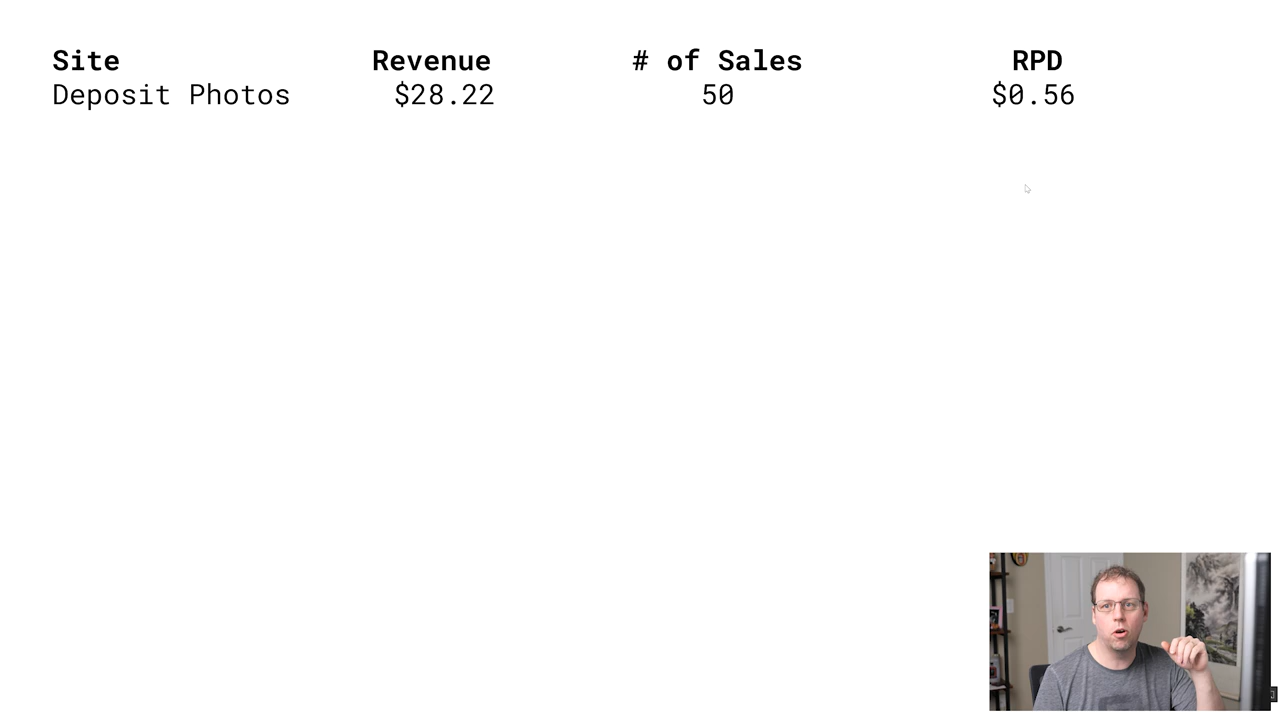 Site Revenue # of Sales RPD
Deposit Photos $28.22 50 $0.56